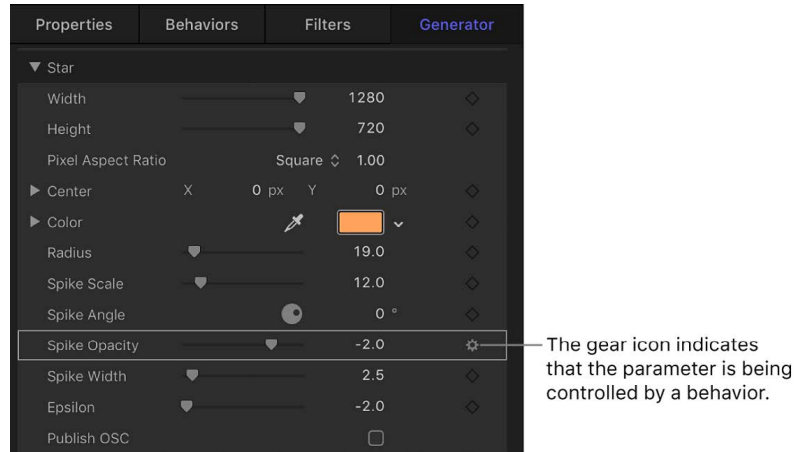 Properties Behaviors Filters Generator
Star
Width 1280
Height 720
Pixel Aspect Ratio Square 1.00
Center X 0 px Y 0 px
Color
Radius 19.0
Spike Scale 12.0
Spike Angle 0 °
Spike Opacity -2.0
Spike Width 2.5
Epsilon -2.0
Publish OSC
The gear icon indicates
that the parameter is being
controlled by a behavior.